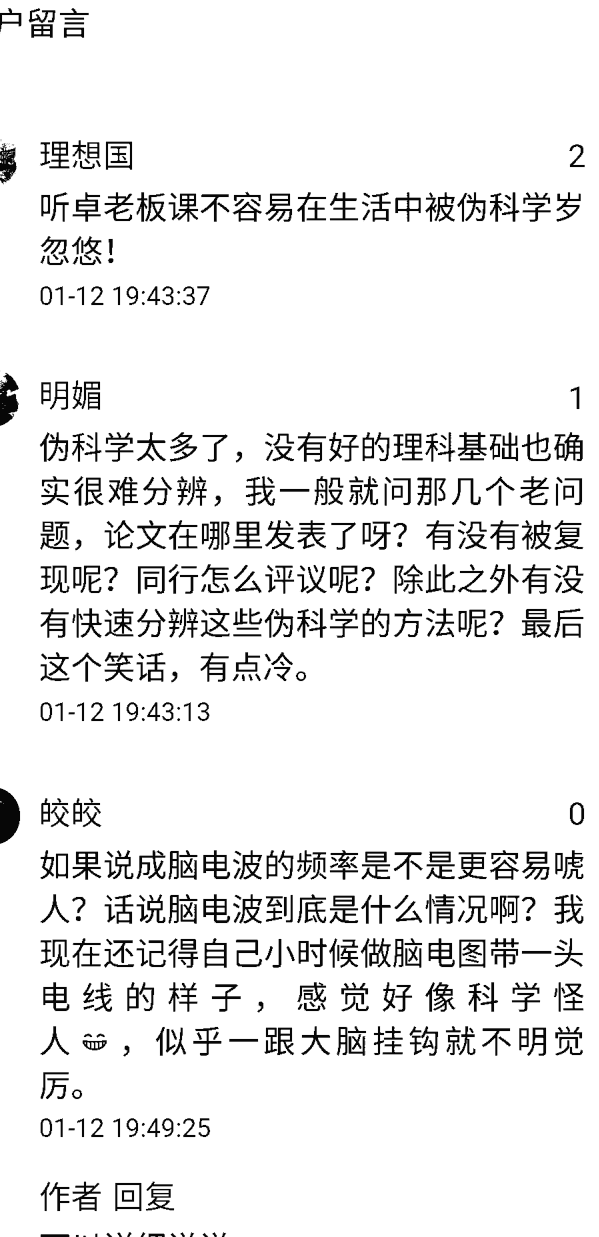 户留言
理想国 2
听卓老板课不容易在生活中被伪科学岁
忽悠！
01-12 19:43:37
明媚 1
伪科学太多了，没有好的理科基础也确
实很难分辨，我一般就问那几个老问
题，论文在哪里发表了呀？有没有被复
现呢？同行怎么评议呢？除此之外有没
有快速分辨这些伪科学的方法呢？最后
这个笑话，有点冷。
01-12 19:43:13
皎皎 0
如果说成脑电波的频率是不是更容易唬
人？话说脑电波到底是什么情况啊？我
现在还记得自己小时候做脑电图带一头
电线的样子，感觉好像科学怪
人😁，似乎一跟大脑挂钩就不明觉
厉。
01-12 19:49:25
作者 回复